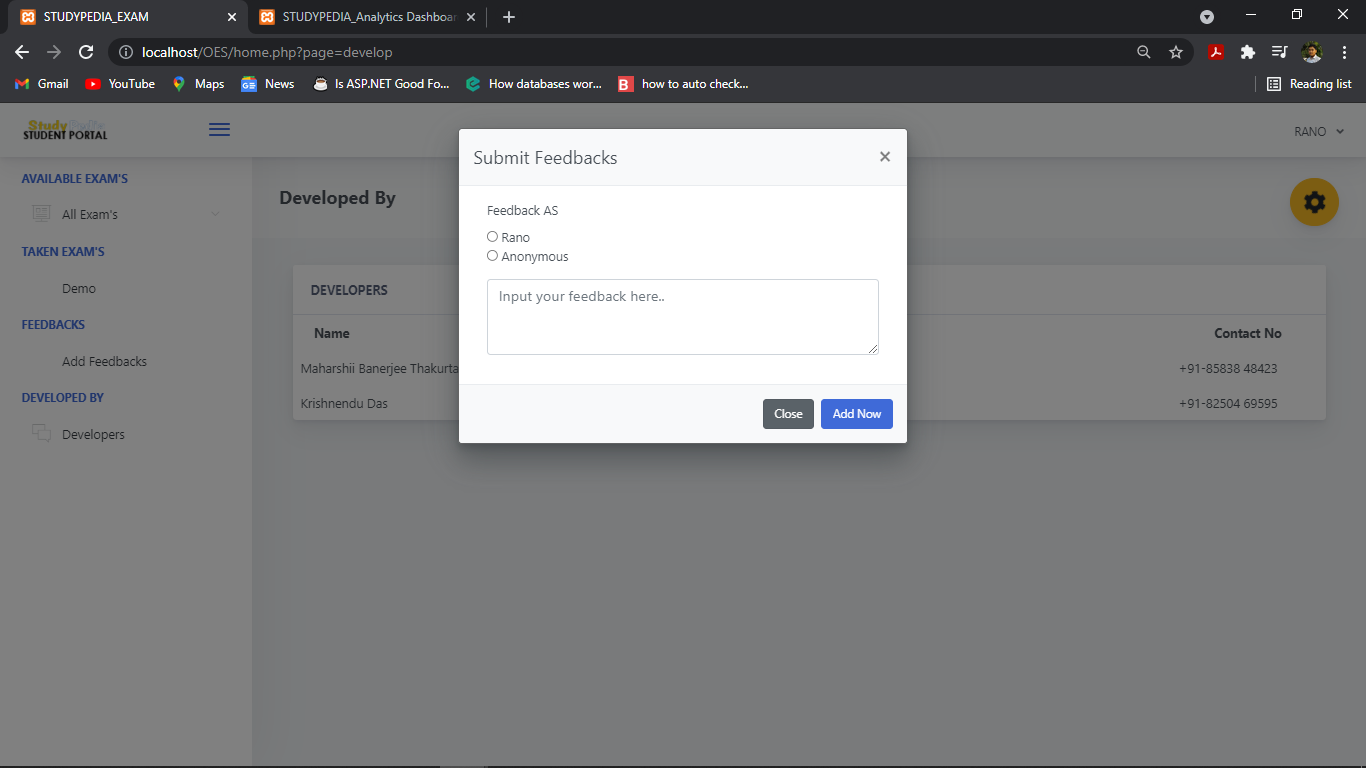 STUDYPEDIA_EXAM
STUDYPEDIA_Analytics Dashboar
localhost/OES/home.php?page=develop
Gmail YouTube Maps News Is ASP.NET Good Fo... How databases wor... how to auto check... Reading list
Study
STUDENT PORTAL
RANO
AVAILABLE EXAM'S
All Exam's
TAKEN EXAM'S
Demo
FEEDBACKS
Add Feedbacks
DEVELOPED BY
Developers
Developed By
DEVELOPERS
Name Contact No
Maharshii Banerjee Thakurta +91-85838 48423
Krishnendu Das +91-82504 69595
Submit Feedbacks
Feedback AS
Rano
Anonymous
Input your feedback here..
Close Add Now